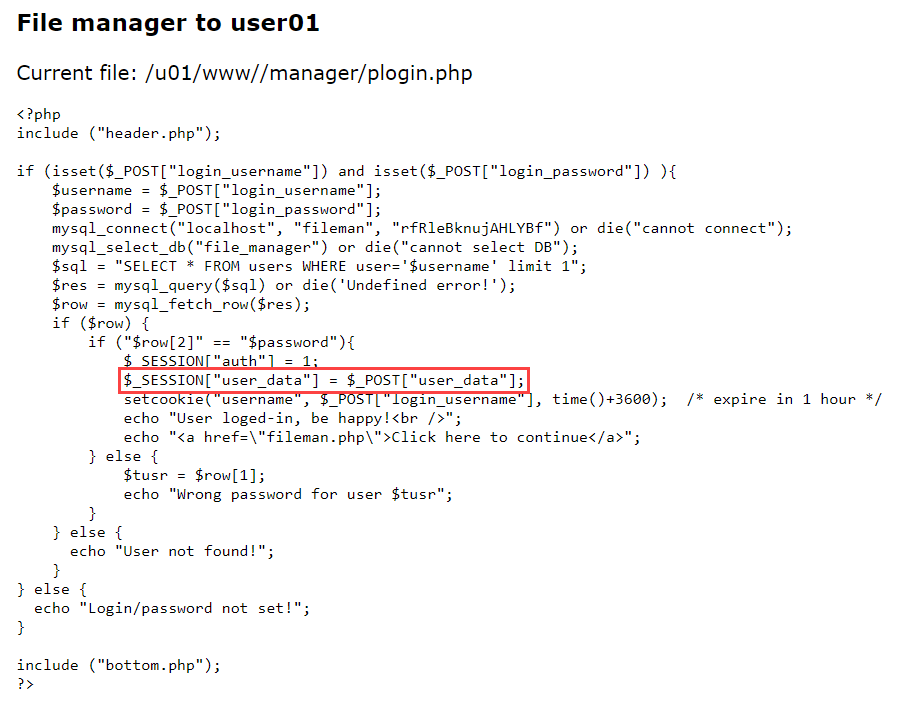 File manager to user01
Current file: /u01/www//manager/plogin.php
<?php
include ("header.php");
if (isset($_POST["login_username"]) and isset($_POST["login_password"]) ){
    $username = $_POST["login_username"];
    $password = $_POST["login_password"];
    mysql_connect("localhost", "fileman", "rfRleBknujAHLYBf") or die("cannot connect");
    mysql_select_db("file_manager") or die("cannot select DB");
    $sql = "SELECT * FROM users WHERE user='$username' limit 1";
    $res = mysql_query($sql) or die('Undefined error!');
    $row = mysql_fetch_row($res);
    if ($row) {
        if ("$row[2]" == "$password"){
            $_SESSION["auth"] = 1;
            $_SESSION["user_data"] = $_POST["user_data"];
            setcookie("username", $_POST["login_username"], time()+3600);  /* expire in 1 hour */
            echo "User loged-in, be happy!<br />";
            echo "<a href=\"fileman.php\">Click here to continue</a>";
        } else {
            $tusr = $row[1];
            echo "Wrong password for user $tusr";
        }
    } else {
      echo "User not found!";
    }
} else {
  echo "Login/password not set!";
}
include ("bottom.php");
?>